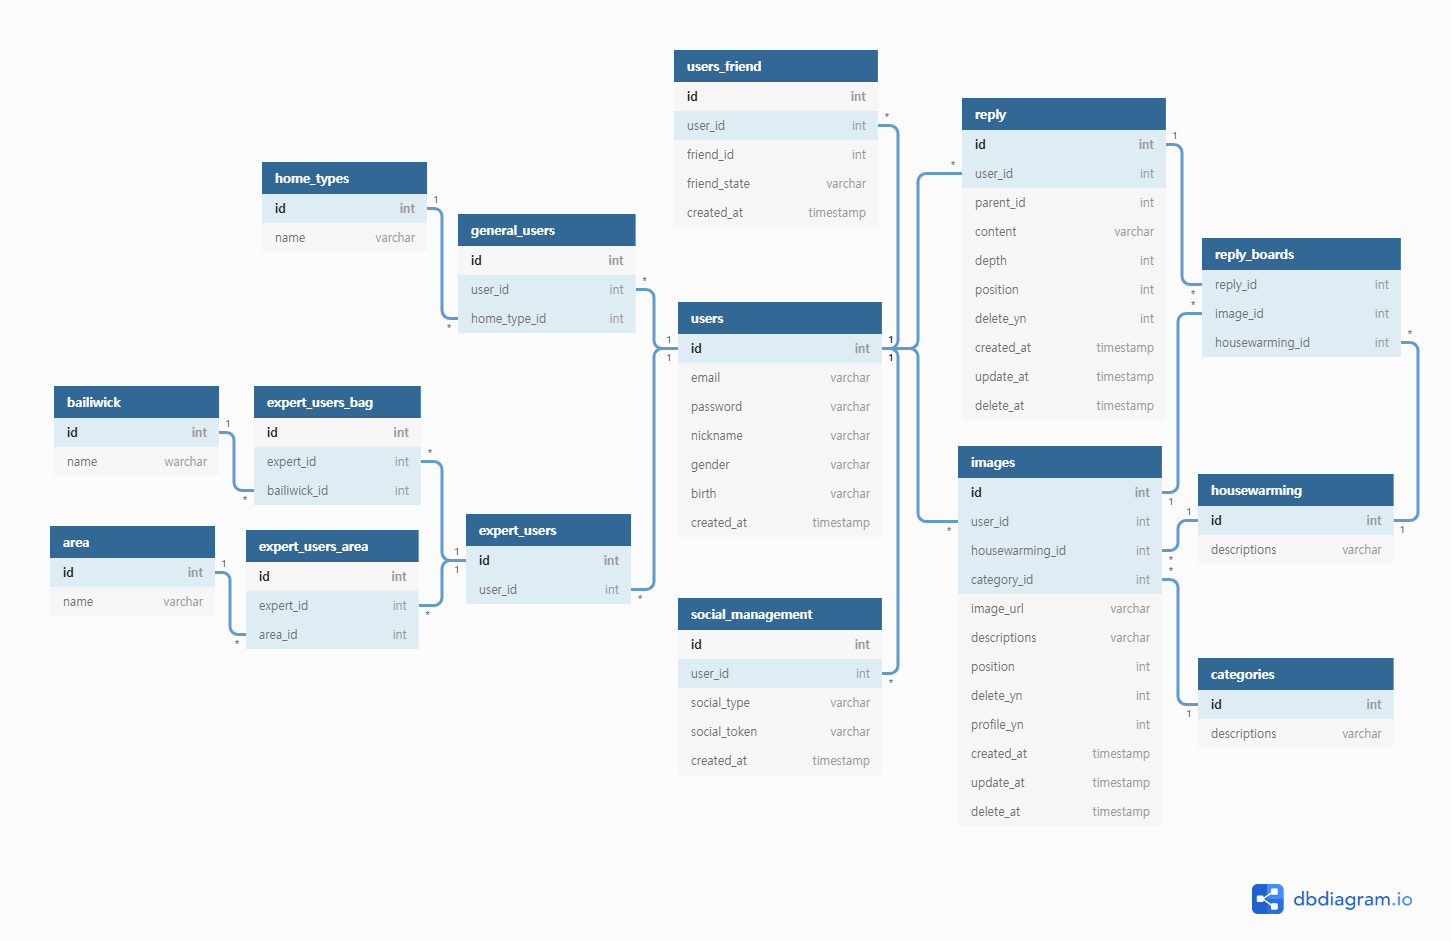 users_friend
id int
user_id int
friend_id int
friend_state varchar
created_at timestamp
*
reply
id int
user_id int
parent_id int
content varchar
depth int
position int
delete_yn int
created_at timestamp
update_at timestamp
delete_at timestamp
1
*
home_types
id int
name varchar
1
general_users
id int
user_id int
home_type_id int
*
*
reply_boards
reply_id int
image_id int
housewarming_id int
*
*
*
users
id int
email varchar
password varchar
nickname varchar
gender varchar
birth varchar
created_at timestamp
1
1
1
1
bailiwick
id int
name warchar
1
expert_users_bag
id int
expert_id int
bailiwick_id int
*
*
images
id int
user_id int
housewarming_id int
category_id int
image_url varchar
descriptions varchar
position int
delete_yn int
profile_yn int
created_at timestamp
update_at timestamp
delete_at timestamp
1
*
*
*
housewarming
id int
descriptions varchar
1
1
area
id int
name varchar
1
expert_users_area
id int
expert_id int
area_id int
*
*
expert_users
id int
user_id int
1
1
*
social_management
id int
user_id int
social_type varchar
social_token varchar
created_at timestamp
*
categories
id int
descriptions varchar
1
dbdiagram.io